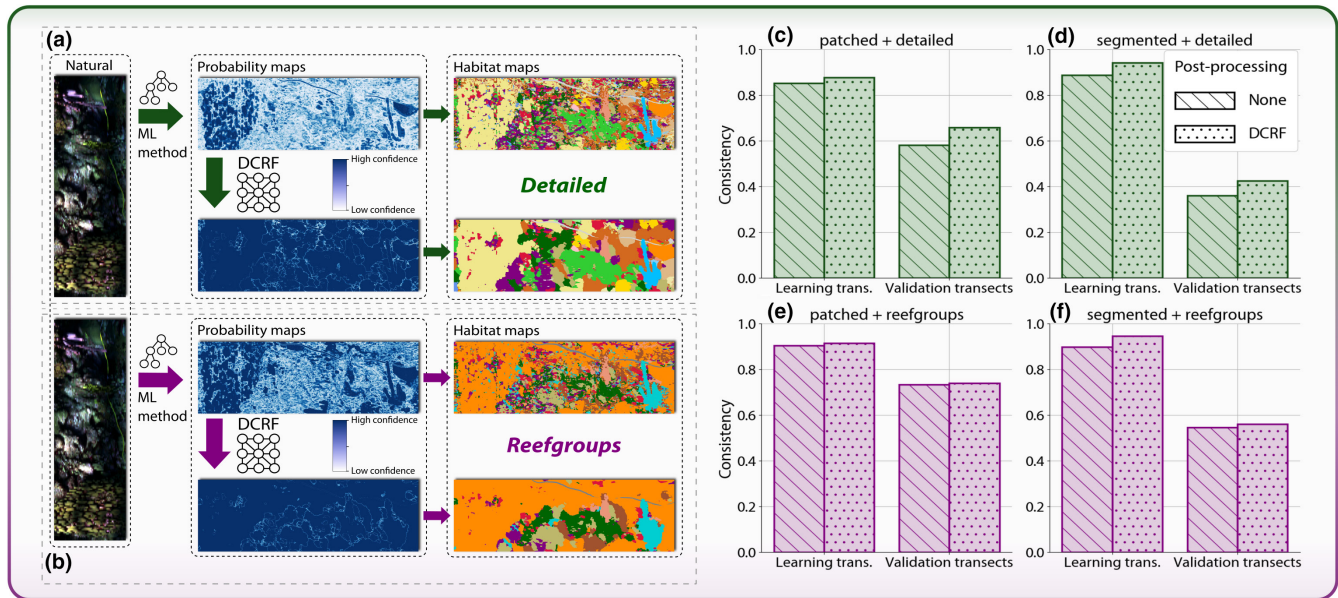 (a)
Natural
ML
method
Probability maps
DCRF
High confidence
Low confidence
Habitat maps
Detailed
Probability maps
ML
method
DCRF
High confidence
Low confidence
Habitat maps
Reefgroups
(b)
(c)
patched + detailed
Consistency
1.0
0.8
0.6
0.4
0.2
0.0
Learning trans.
Validation transects
(d)
segmented + detailed
Post-processing
None
DCRF
1.0
0.8
0.6
0.4
0.2
0.0
Learning trans.
Validation transects
(e)
patched + reefgroups
Consistency
1.0
0.8
0.6
0.4
0.2
0.0
Learning trans.
Validation transects
(f)
segmented + reefgroups
1.0
0.8
0.6
0.4
0.2
0.0
Learning trans.
Validation transects